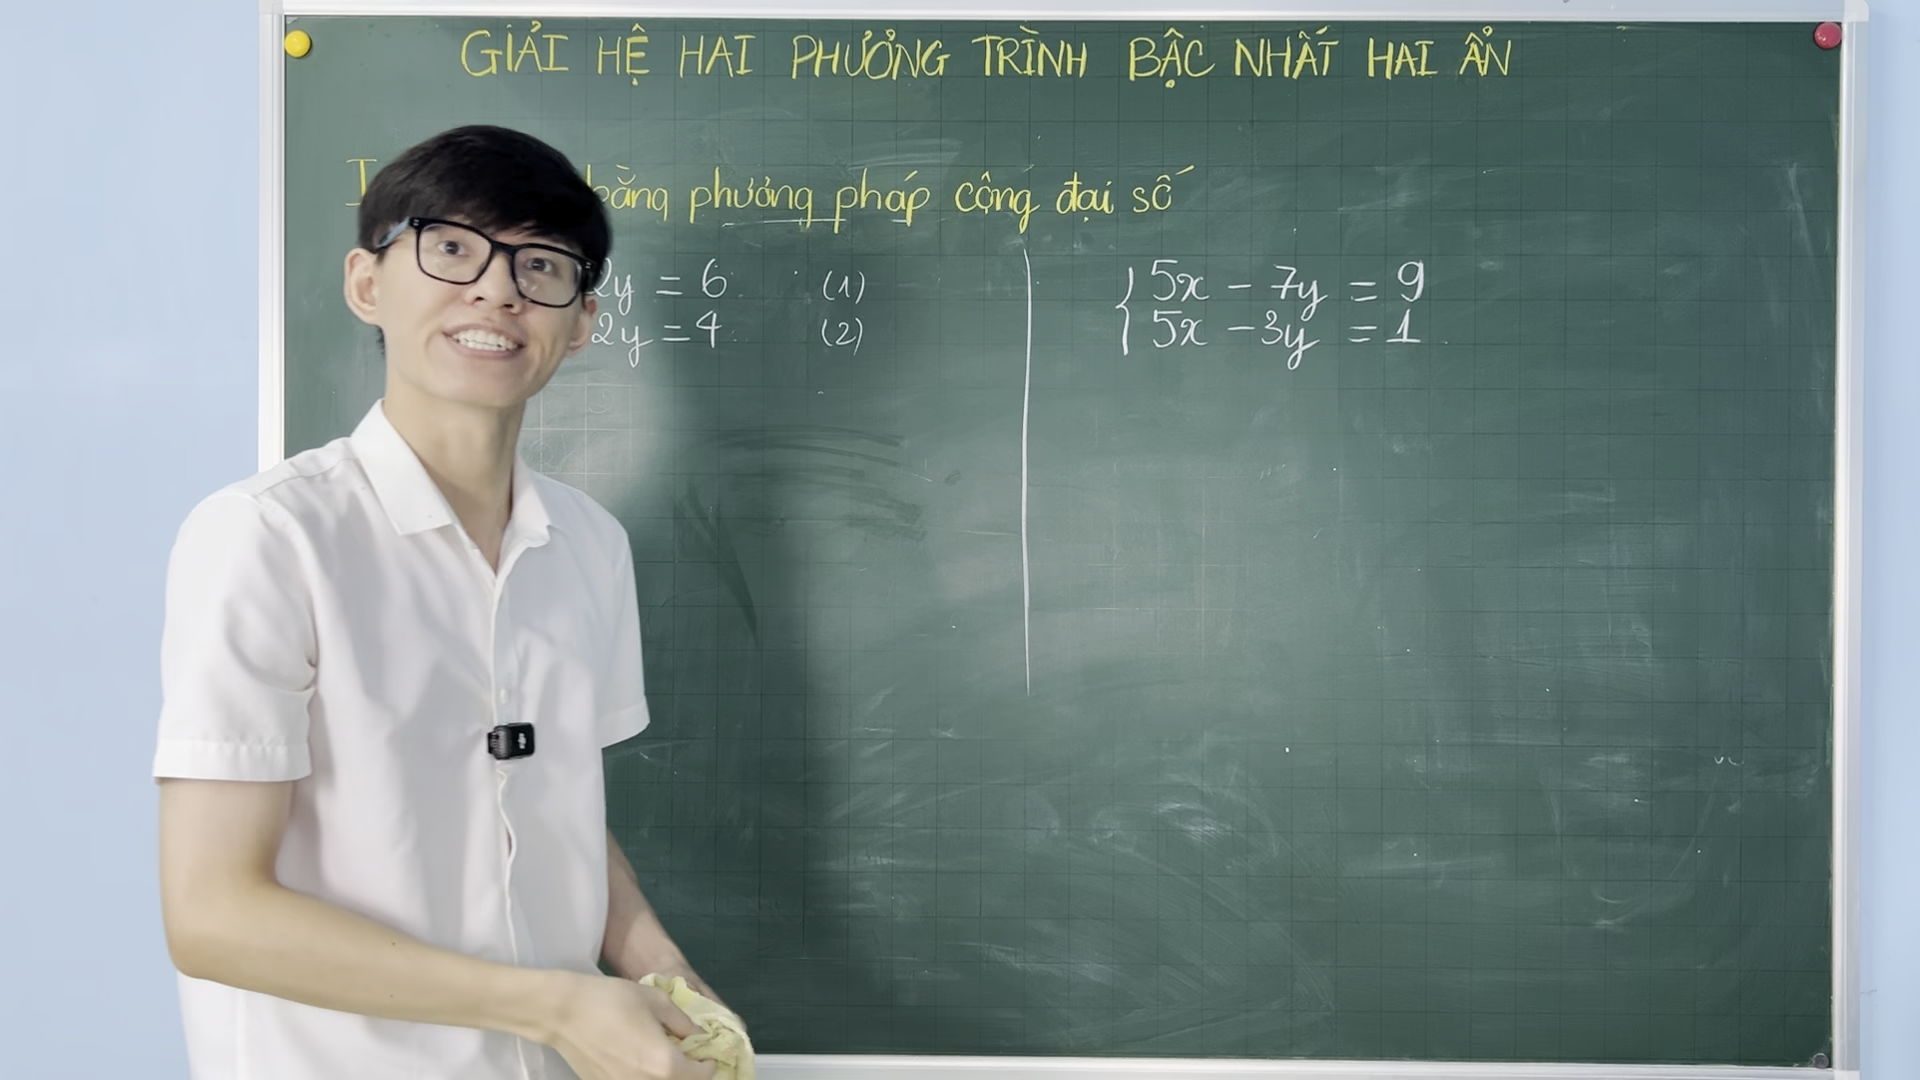 GIẢI HỆ HAI PHƯƠNG TRÌNH BẬC NHẤT HAI ẨN
bằng phương pháp cộng đại số
2y = 6 (1)
2y = 4 (2)
5x - 7y = 9
5x - 3y = 1